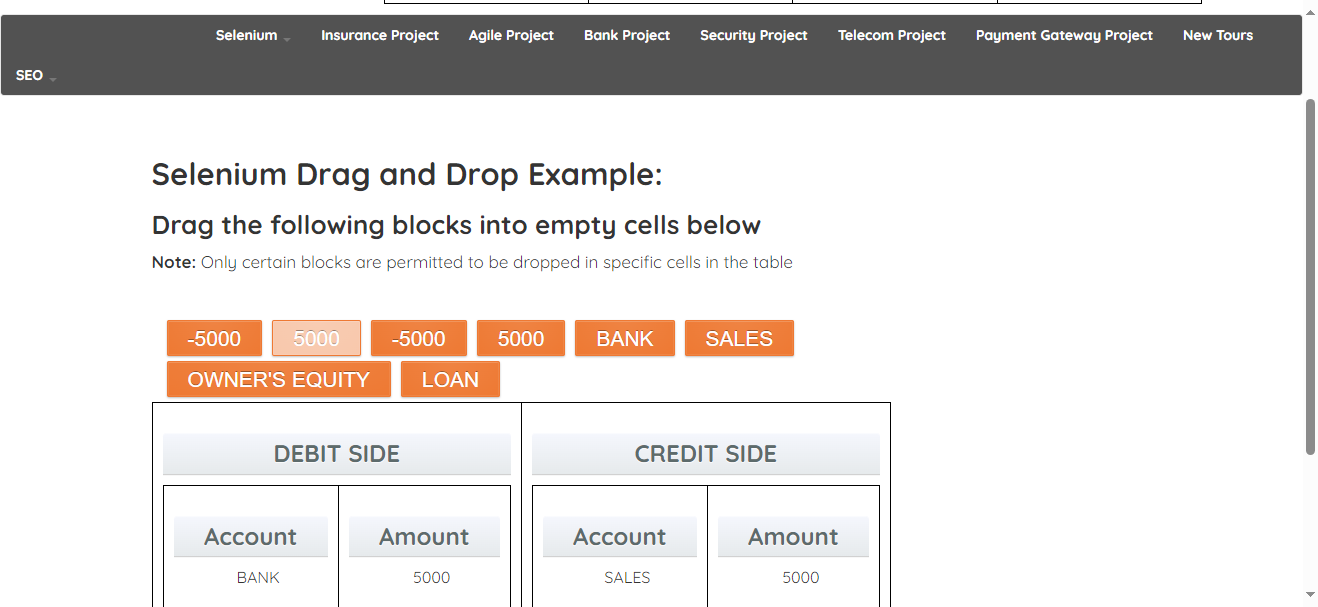 Selenium Insurance Project Agile Project Bank Project Security Project Telecom Project Payment Gateway Project New Tours
SEO
Selenium Drag and Drop Example:
Drag the following blocks into empty cells below
Note: Only certain blocks are permitted to be dropped in specific cells in the table
-5000 5000 -5000 5000 BANK SALES
OWNER'S EQUITY LOAN
DEBIT SIDE CREDIT SIDE
Account Amount Account Amount
BANK 5000 SALES 5000